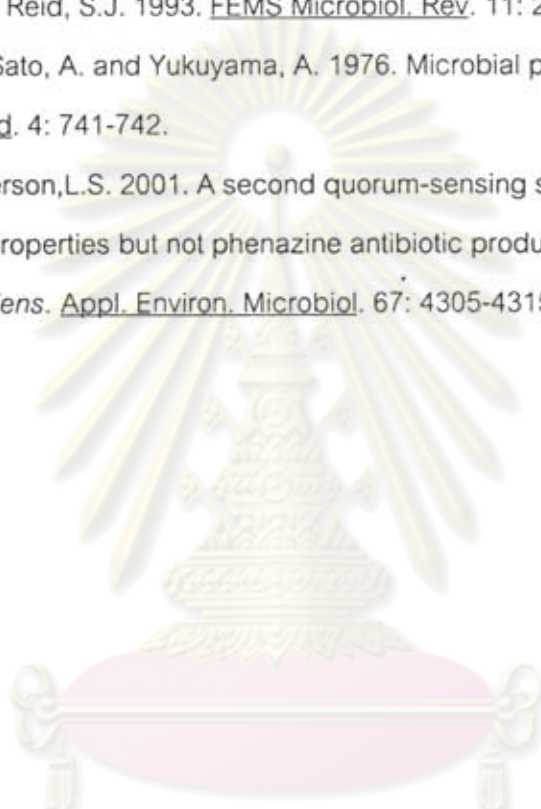 Reid, S.J. 1993. FEMS Microbiol. Rev. 11: 2
Sato, A. and Yukuyama, A. 1976. Microbial p
d. 4: 741-742.
erson,L.S. 2001. A second quorum-sensing s
roperties but not phenazine antibiotic produ
iens. Appl. Environ. Microbiol. 67: 4305-4315